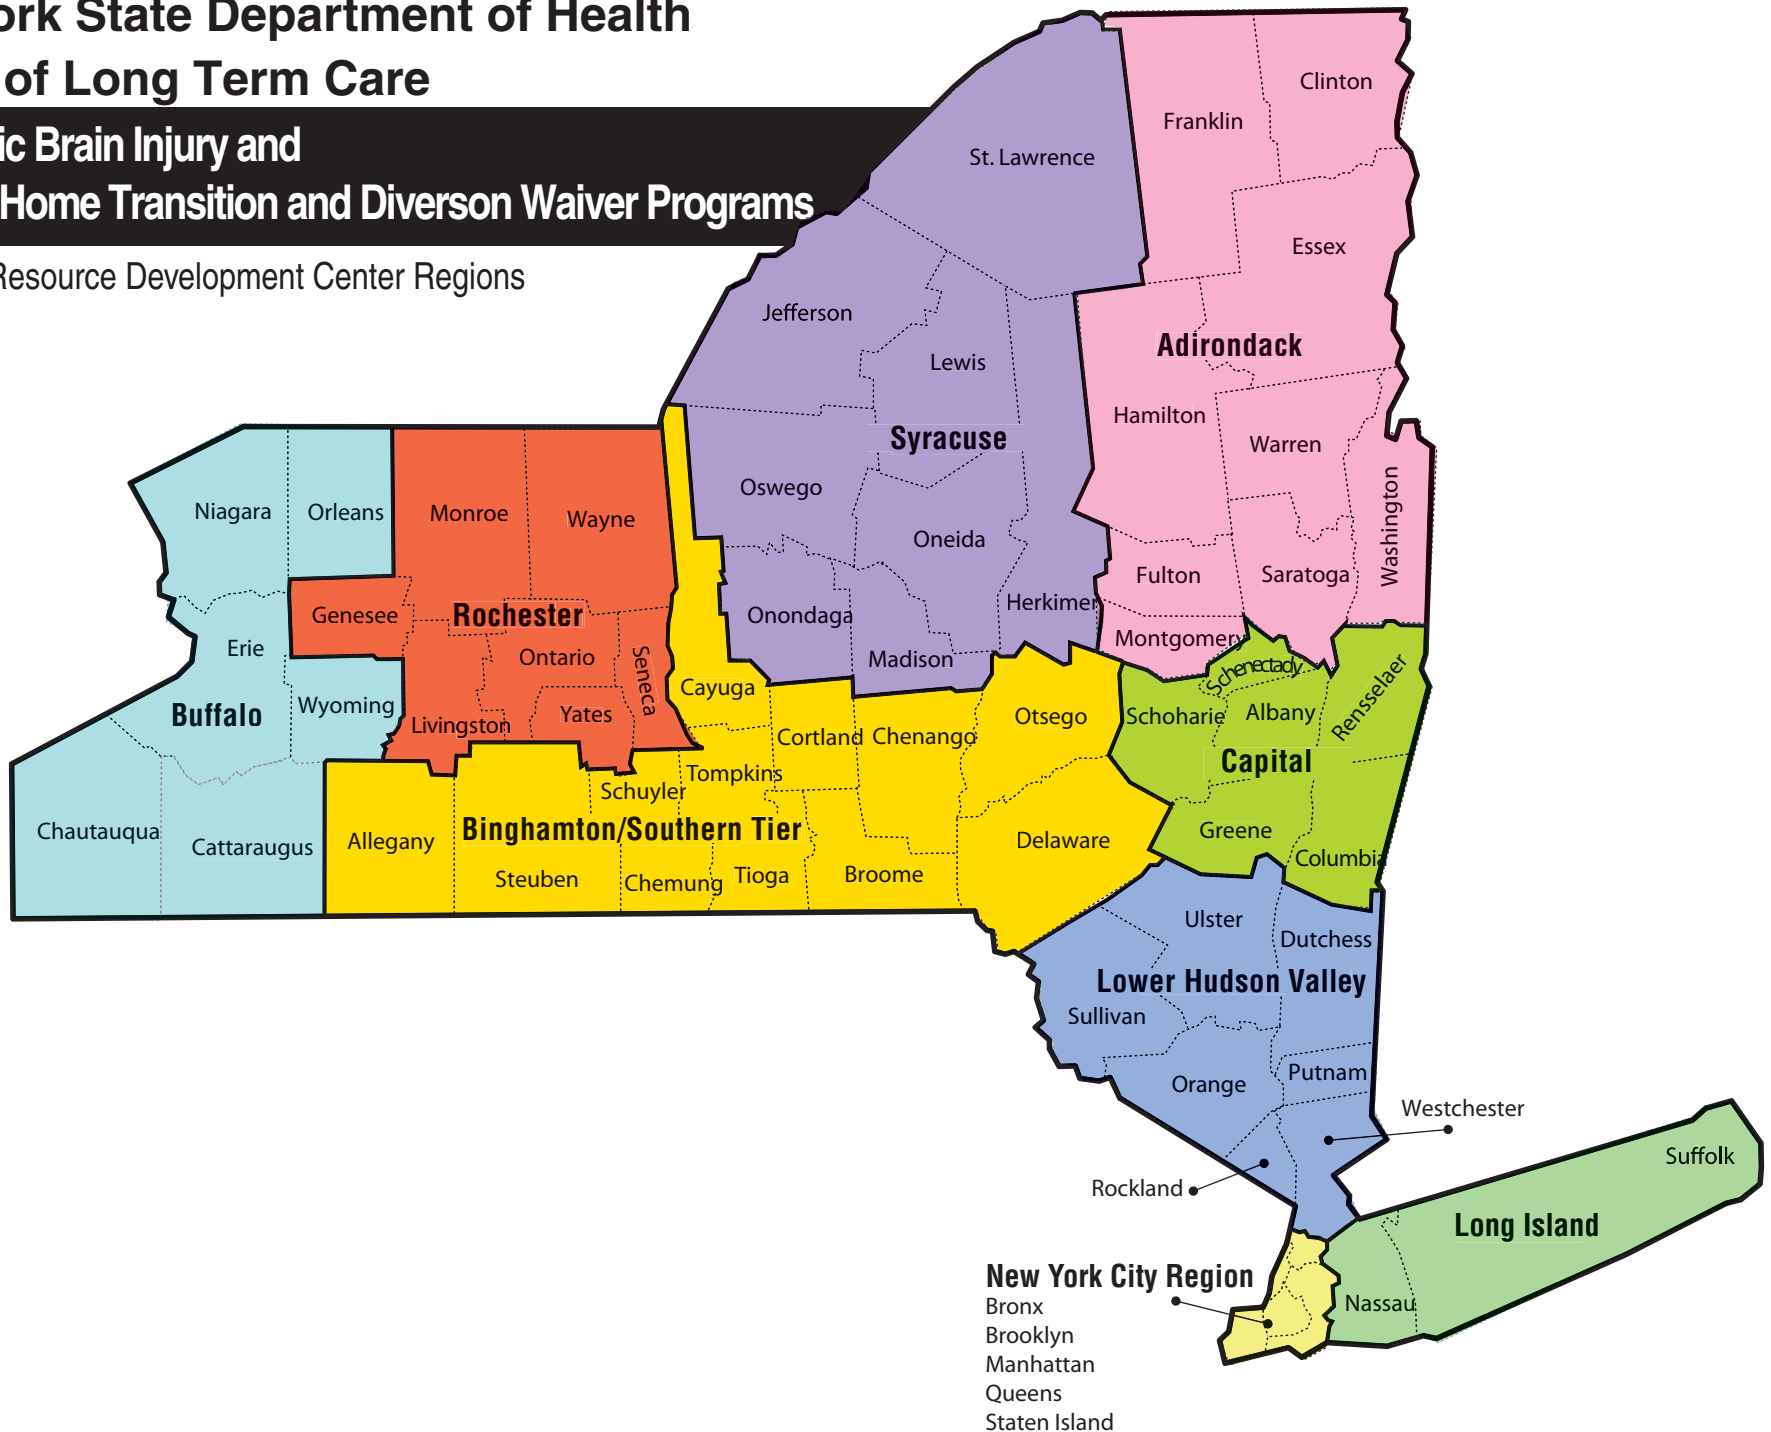 ork State Department of Health
of Long Term Care
ic Brain Injury and
Home Transition and Diverson Waiver Programs
Resource Development Center Regions
Clinton
Franklin
St. Lawrence
Essex
Jefferson
Adirondack
Lewis
Hamilton
Syracuse
Warren
Oswego
Washington
Niagara
Orleans
Monroe
Wayne
Oneida
Fulton
Saratoga
Herkimer
Genesee
Rochester
Onondaga
Montgomery
Erie
Ontario
Seneca
Madison
Schenectady
Cayuga
Rensselaer
Wyoming
Buffalo
Yates
Livingston
Otsego
Schoharie
Albany
Cortland
Chenango
Capital
Tompkins
Schuyler
Chautauqua
Cattaraugus
Allegany
Binghamton/Southern Tier
Delaware
Greene
Columbia
Steuben
Chemung
Tioga
Broome
Ulster
Dutchess
Lower Hudson Valley
Sullivan
Orange
Putnam
Westchester
Suffolk
Rockland
Long Island
New York City Region
Nassau
Bronx
Brooklyn
Manhattan
Queens
Staten Island